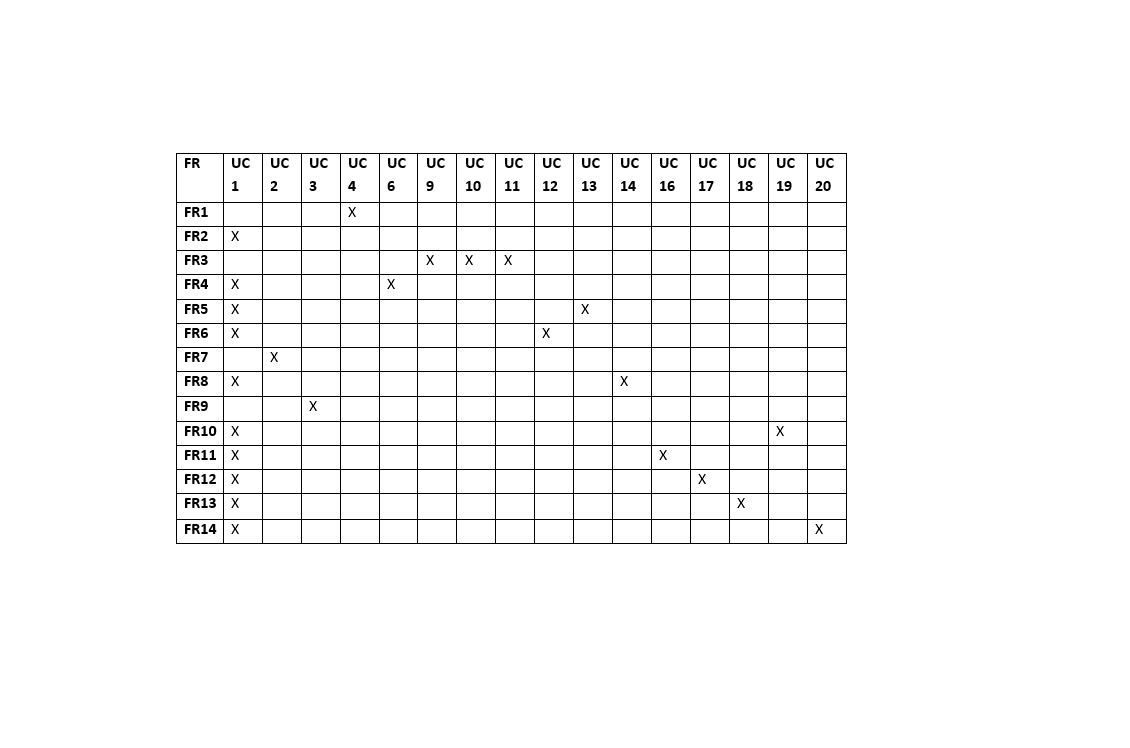 FR UC UC UC UC UC UC UC UC UC UC UC UC UC UC UC UC
1 2 3 4 6 9 10 11 12 13 14 16 17 18 19 20
FR1 X
FR2 X
FR3 X X X
FR4 X X
FR5 X X
FR6 X X
FR7 X
FR8 X X
FR9 X
FR10 X X
FR11 X X
FR12 X X
FR13 X X
FR14 X X